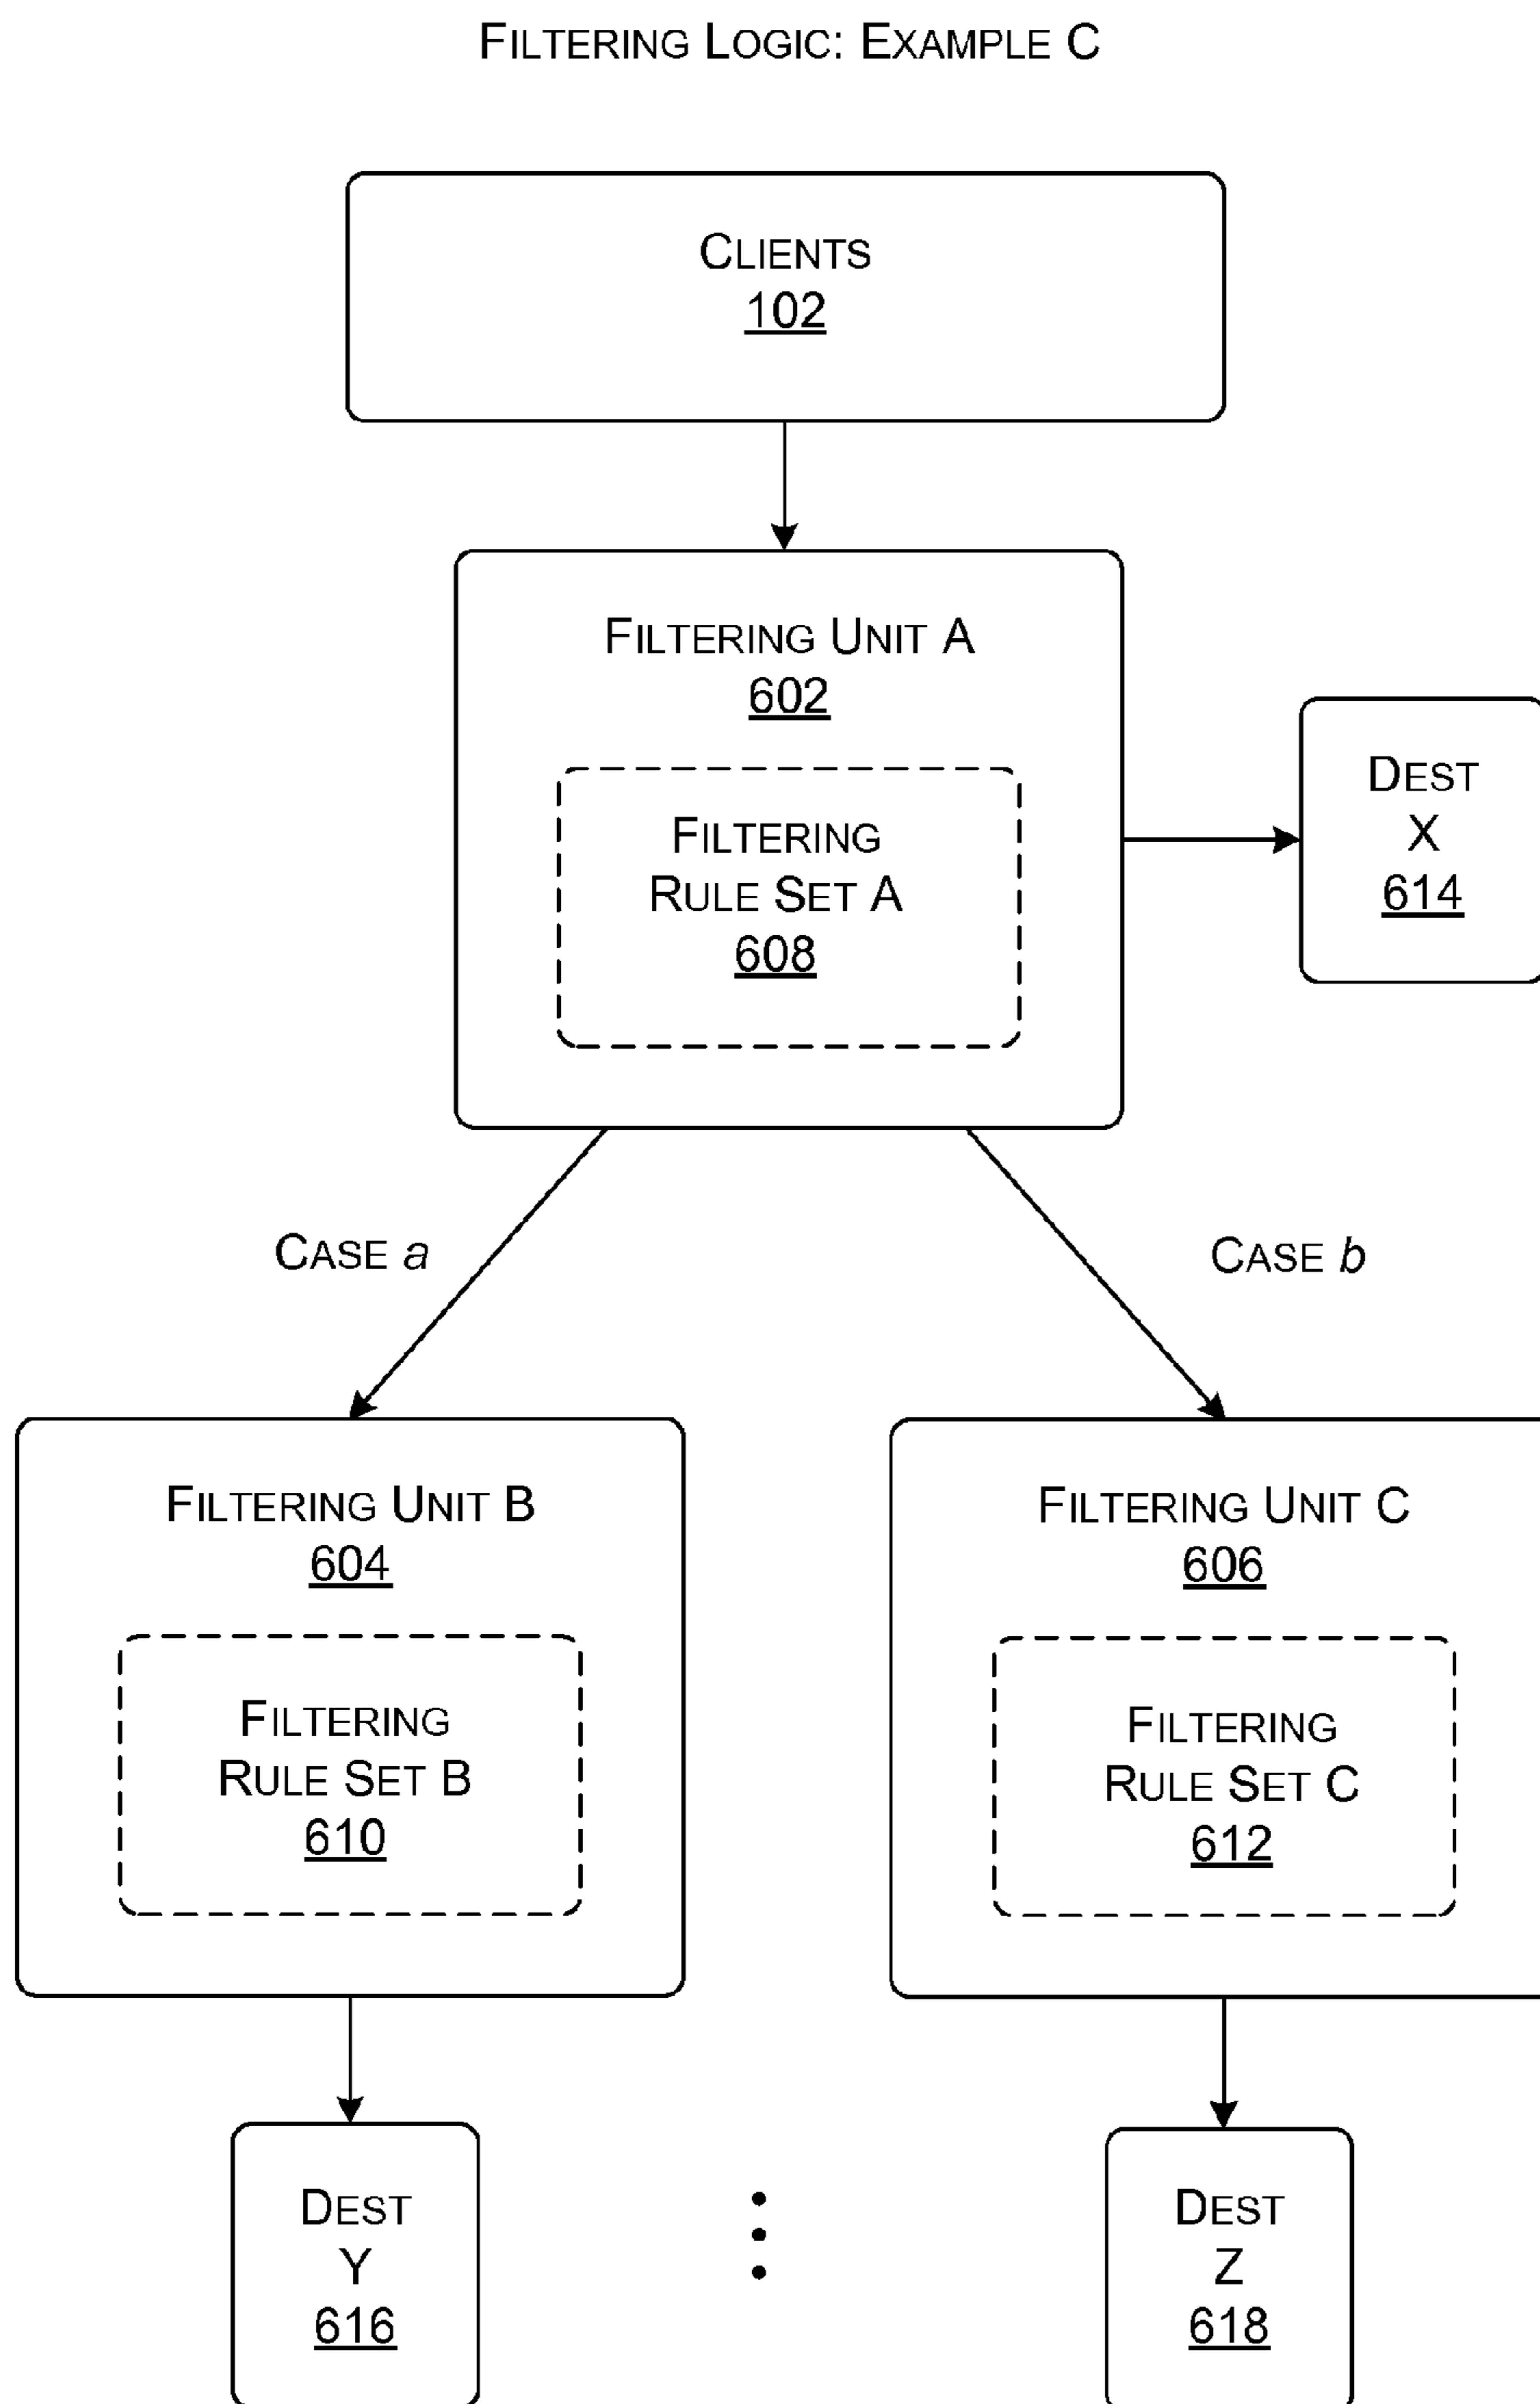 FILTERING LOGIC: EXAMPLE C
CLIENTS
102
FILTERING UNIT A
602
FILTERING
RULE SET A
608
DEST
X
614
CASE a
CASE b
FILTERING UNIT B
604
FILTERING
RULE SET B
610
FILTERING UNIT C
606
FILTERING
RULE SET C
612
DEST
Y
616
DEST
Z
618